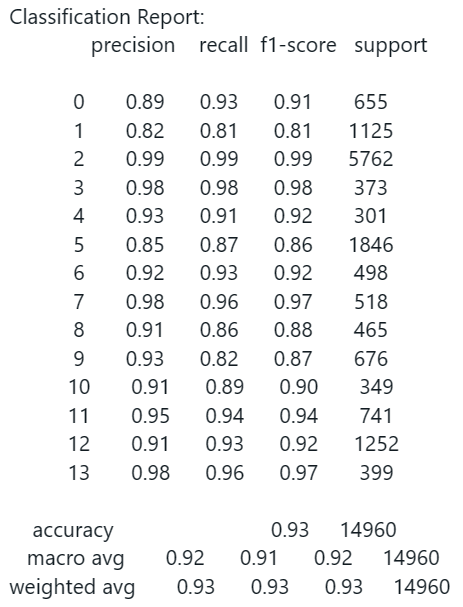 Classification Report:
precision recall f1-score support
0 0.89 0.93 0.91 655
1 0.82 0.81 0.81 1125
2 0.99 0.99 0.99 5762
3 0.98 0.98 0.98 373
4 0.93 0.91 0.92 301
5 0.85 0.87 0.86 1846
6 0.92 0.93 0.92 498
7 0.98 0.96 0.97 518
8 0.91 0.86 0.88 465
9 0.93 0.82 0.87 676
10 0.91 0.89 0.90 349
11 0.95 0.94 0.94 741
12 0.91 0.93 0.92 1252
13 0.98 0.96 0.97 399
accuracy 0.93 14960
macro avg 0.92 0.91 0.92 14960
weighted avg 0.93 0.93 0.93 14960